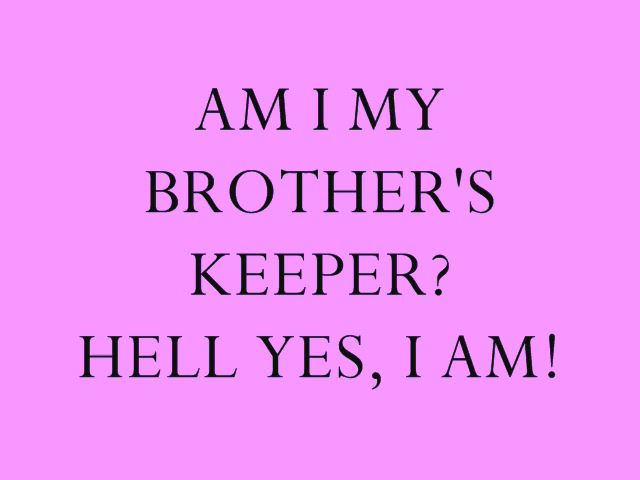 AM I MY
BROTHER'S
KEEPER?
HELL YES, I AM!